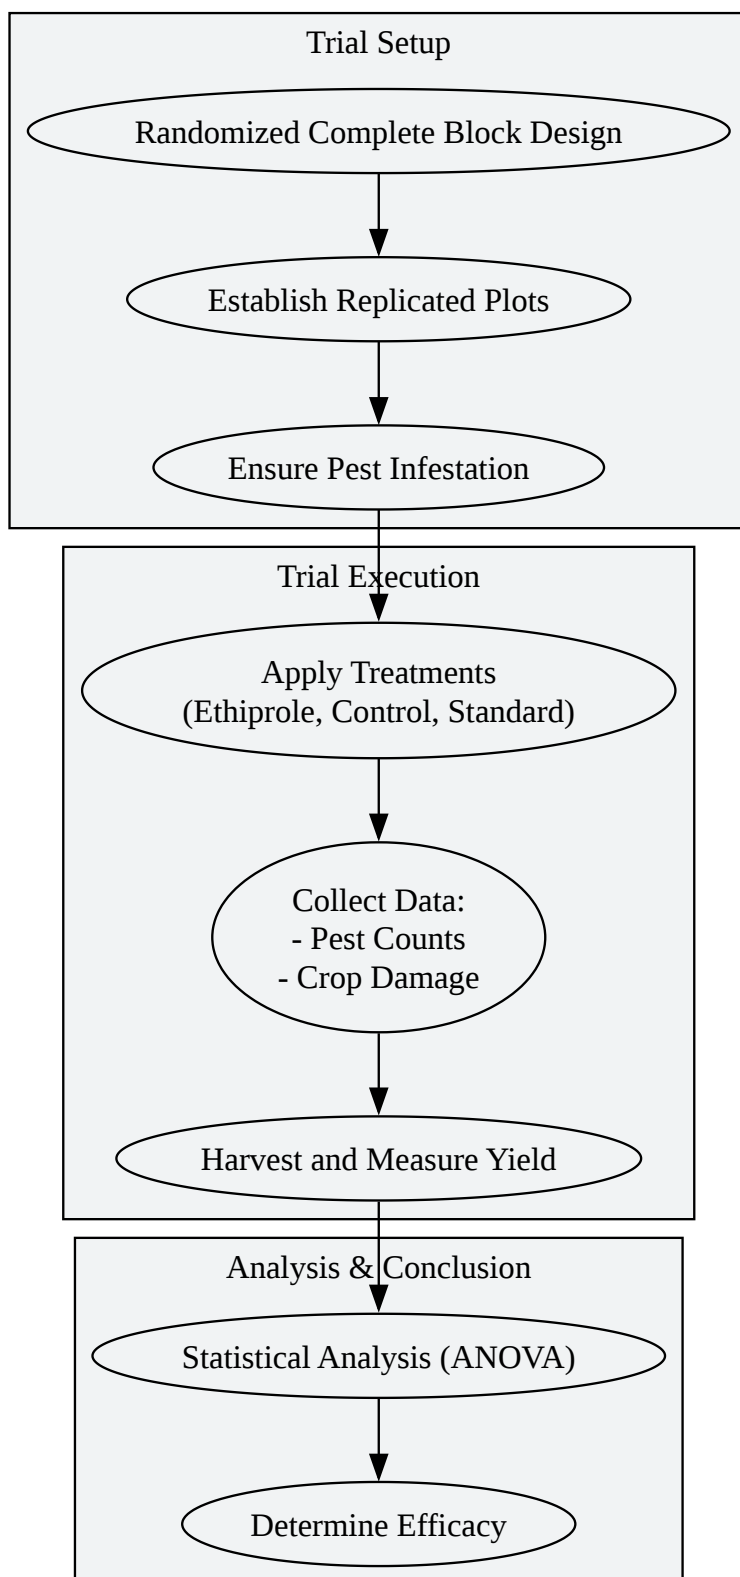 Trial Setup
Randomized Complete Block Design
Establish Replicated Plots
Ensure Pest Infestation
Trial Execution
Apply Treatments
(Ethiprole, Control, Standard)
Collect Data:
- Pest Counts
- Crop Damage
Harvest and Measure Yield
Analysis & Conclusion
Statistical Analysis (ANOVA)
Determine Efficacy